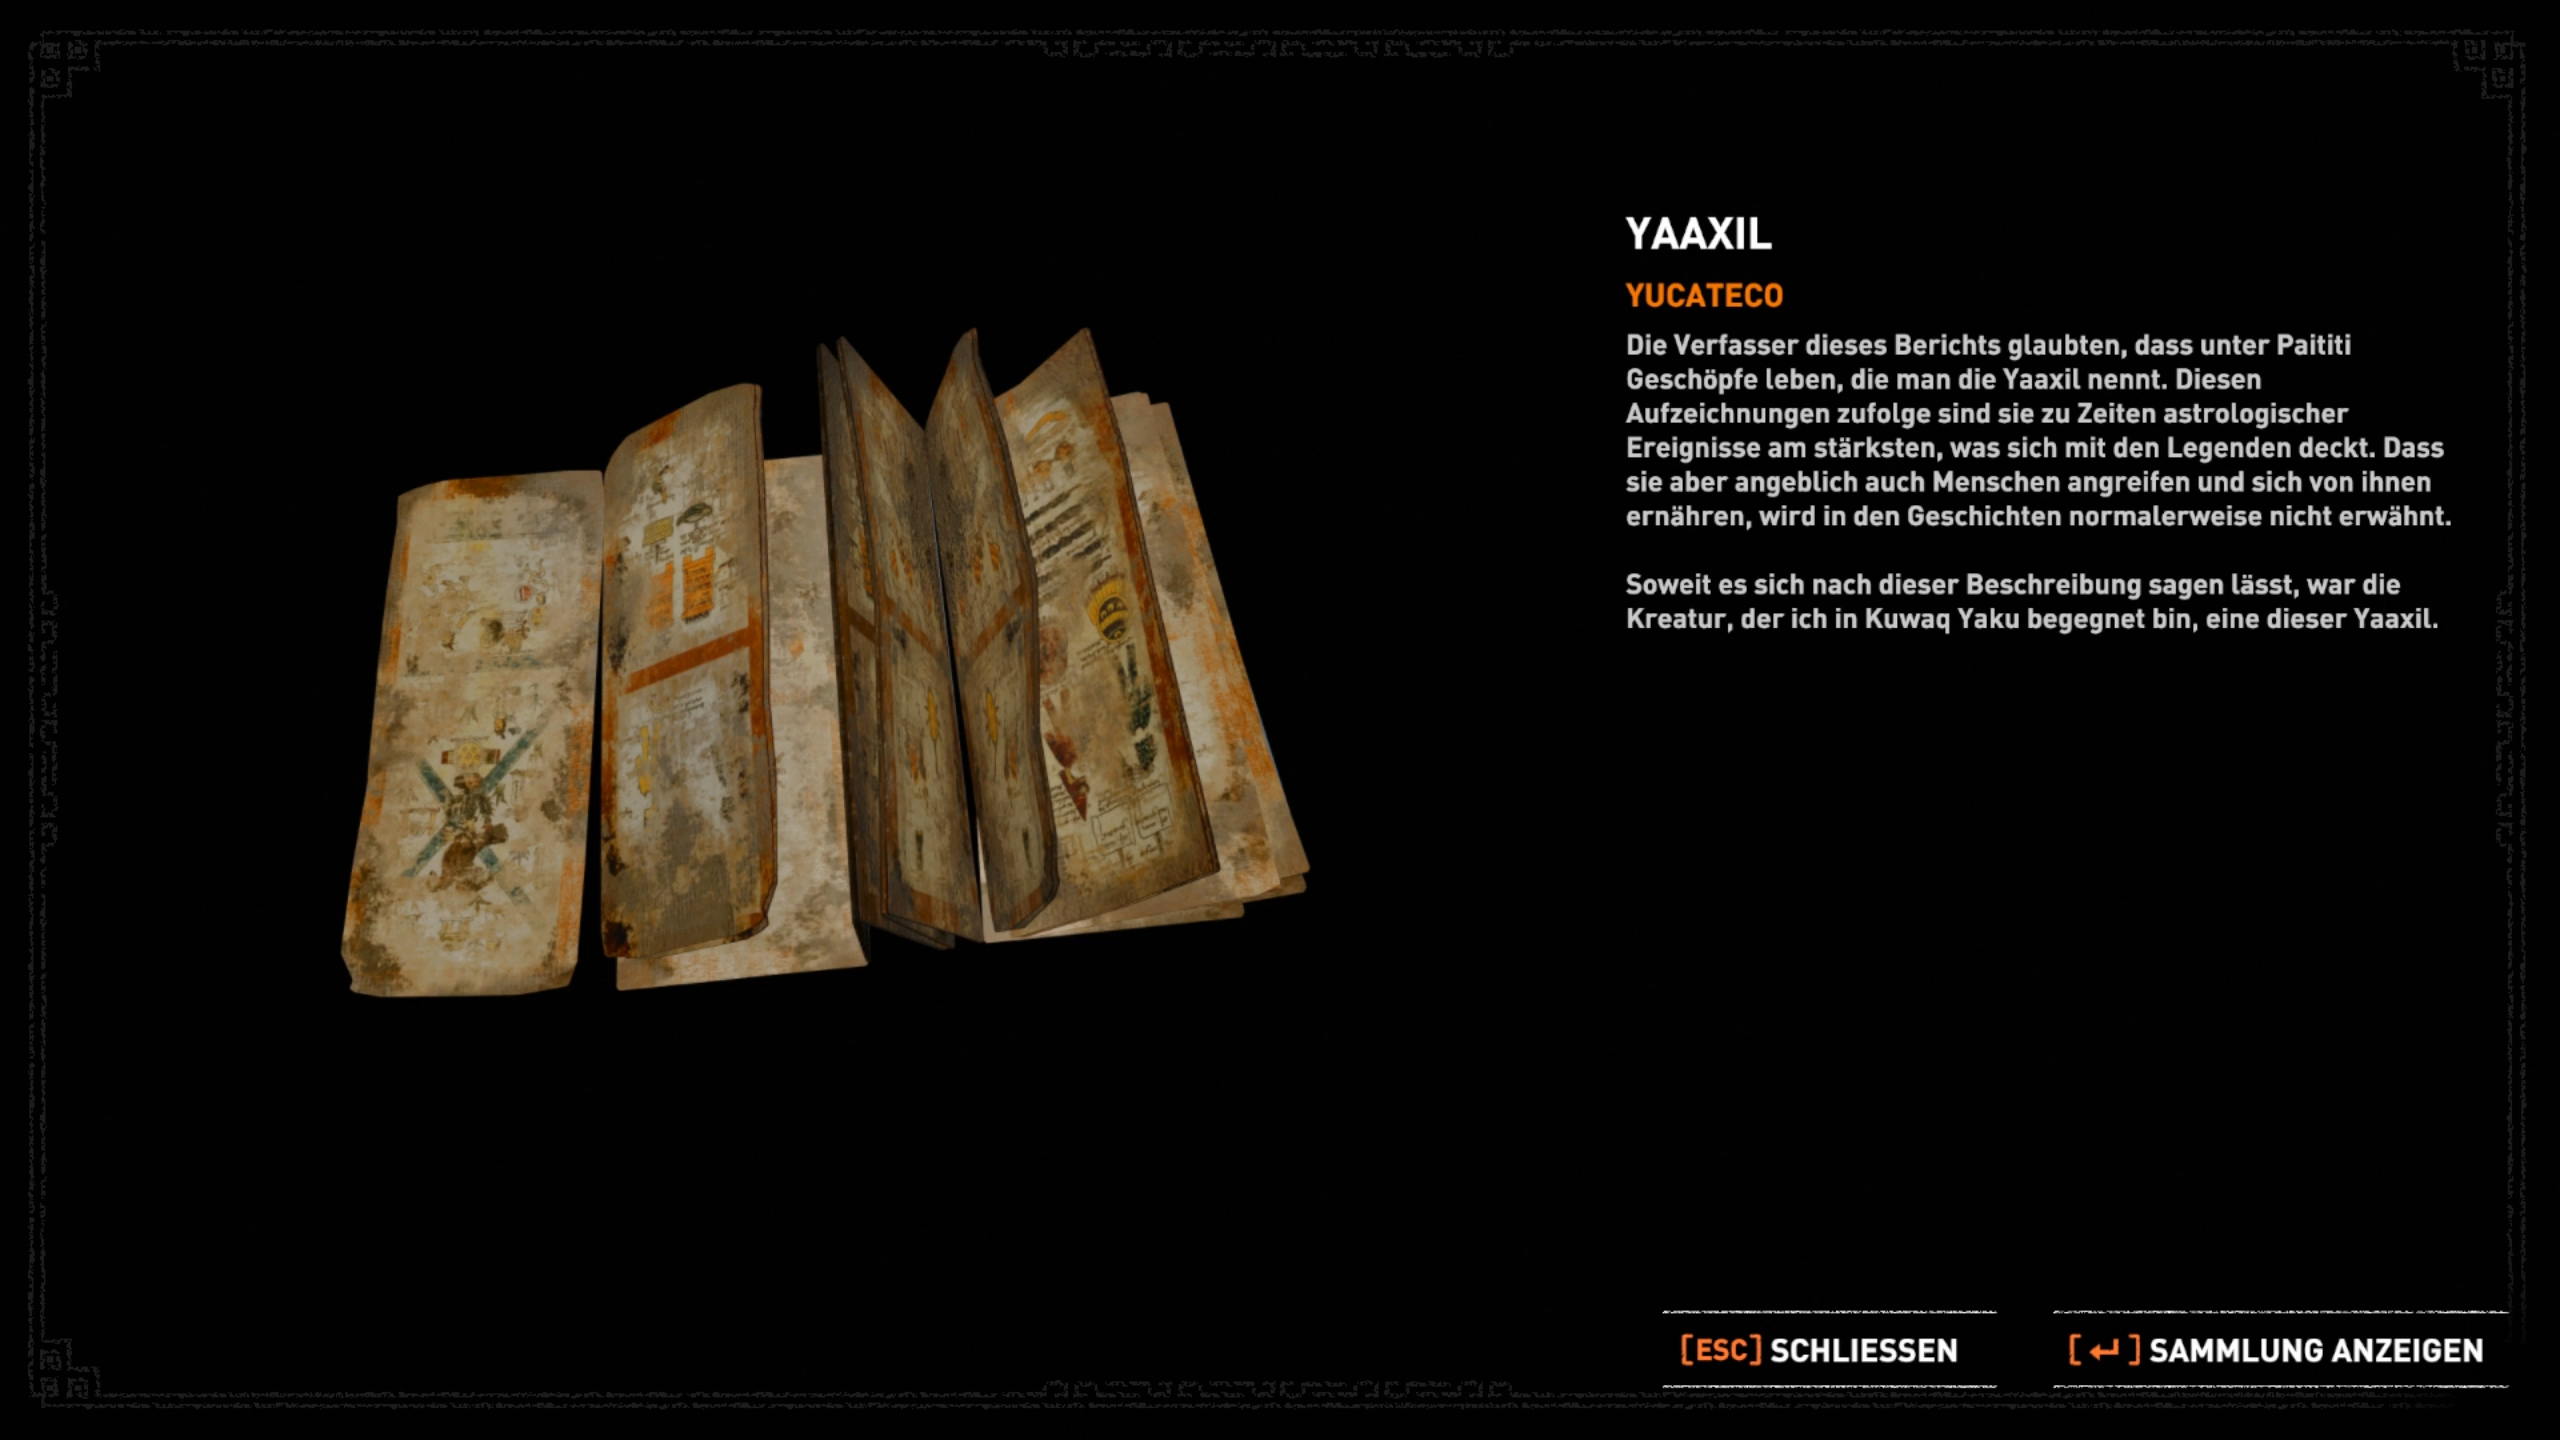 YAAXIL
YUCATECO
Die Verfasser dieses Berichts glaubten, dass unter Paititi
Geschöpfe leben, die man die Yaaxil nennt. Diesen
Aufzeichnungen zufolge sind sie zu Zeiten astrologischer
Ereignisse am stärksten, was sich mit den Legenden deckt. Dass
sie aber angeblich auch Menschen angreifen und sich von ihnen
ernähren, wird in den Geschichten normalerweise nicht erwähnt.
Soweit es sich nach dieser Beschreibung sagen lässt, war die
Kreatur, der ich in Kuwaq Yaku begegnet bin, eine dieser Yaaxil.
[ESC] SCHLIESSEN
[↵] SAMMLUNG ANZEIGEN